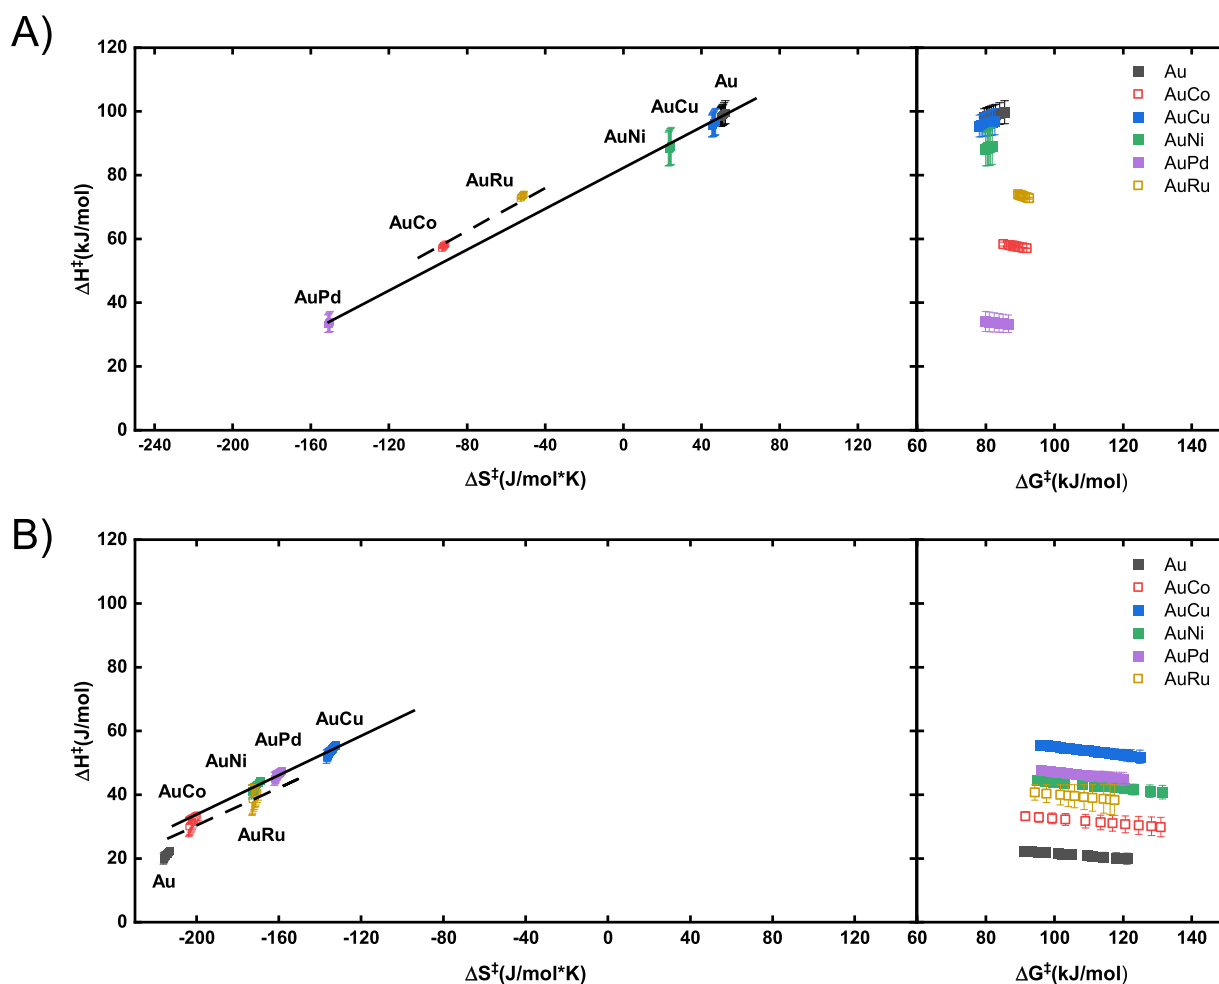 A)
120
100
80
60
40
20
0
ΔH‡(kJ/mol)
Au
AuCu
AuNi
AuRu
AuCo
AuPd
-240 -200 -160 -120 -80 -40 0 40 80 120
ΔS‡(J/mol*K)
Au
AuCo
AuCu
AuNi
AuPd
AuRu
60 80 100 120 140
ΔG‡(kJ/mol)
B)
120
100
80
60
40
20
0
ΔH‡(J/mol)
AuCu
AuPd
AuNi
AuCo
AuRu
Au
-200 -160 -120 -80 -40 0 40 80 120
ΔS‡(J/mol*K)
Au
AuCo
AuCu
AuNi
AuPd
AuRu
60 80 100 120 140
ΔG‡(kJ/mol)